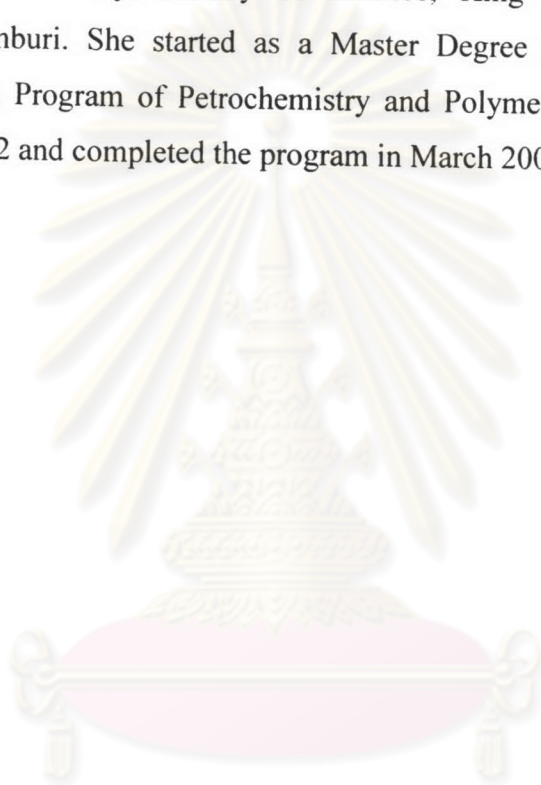 nburi. She started as a Master Degree
Program of Petrochemistry and Polyme
2 and completed the program in March 200